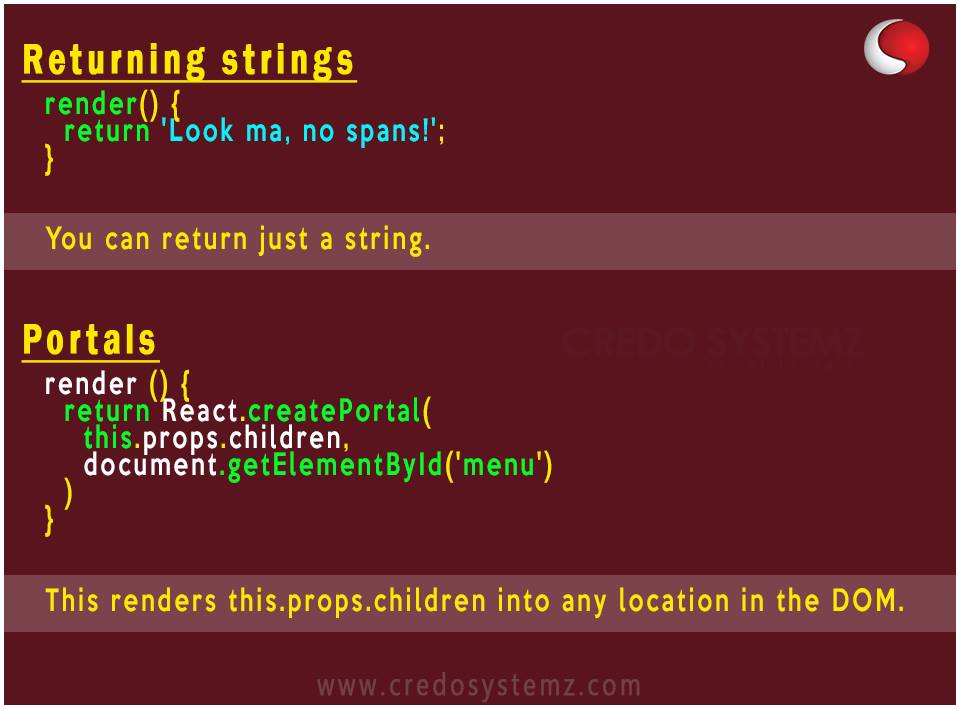 Returning strings
render() {
return 'Look ma, no spans!';
}
You can return just a string.
Portals
CREDO SYSTEMZ
render () {
return React.createPortal(
this.props.children,
document.getElementById('menu')
)
}
This renders this.props.children into any location in the DOM.
www.credosystemz.com